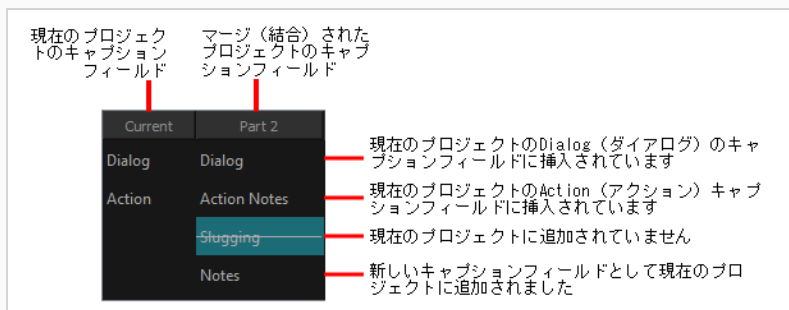 現在のプロジェク
トのキャプション
フィールド
マージ（結合）された
プロジェクトのキャプ
ションフィールド
Current
Part 2
Dialog
Dialog
現在のプロジェクトのDialog（ダイアログ）のキャ
プションフィールドに挿入されています
Action
Action Notes
現在のプロジェクトのAction（アクション）キャプ
ションフィールドに挿入されています
Slugging
現在のプロジェクトに追加されていません
Notes
新しいキャプションフィールドとして現在のプロ
ジェクトに追加されました